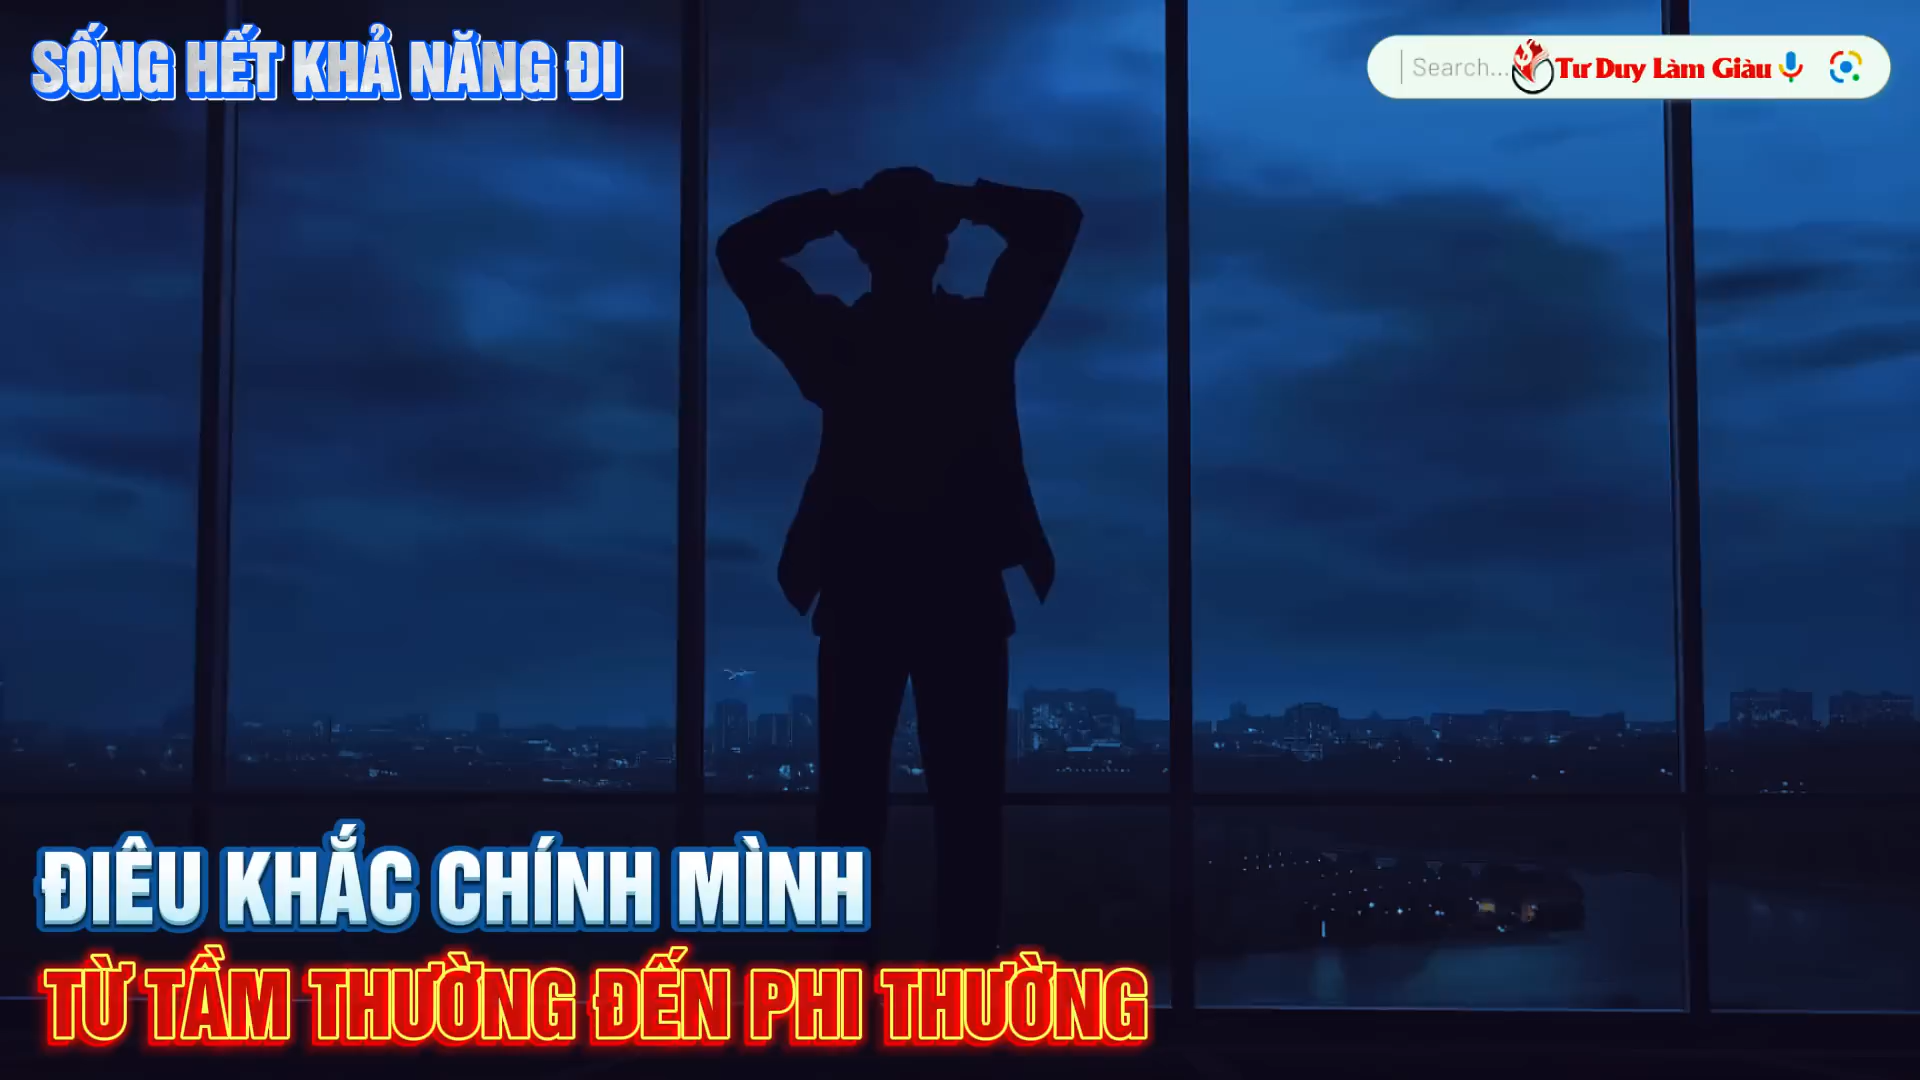 SỐNG HẾT KHẢ NĂNG ĐI
Search... Tư Duy Làm Giàu
ĐIÊU KHẮC CHÍNH MÌNH
TỪ TẦM THƯỜNG ĐẾN PHI THƯỜNG